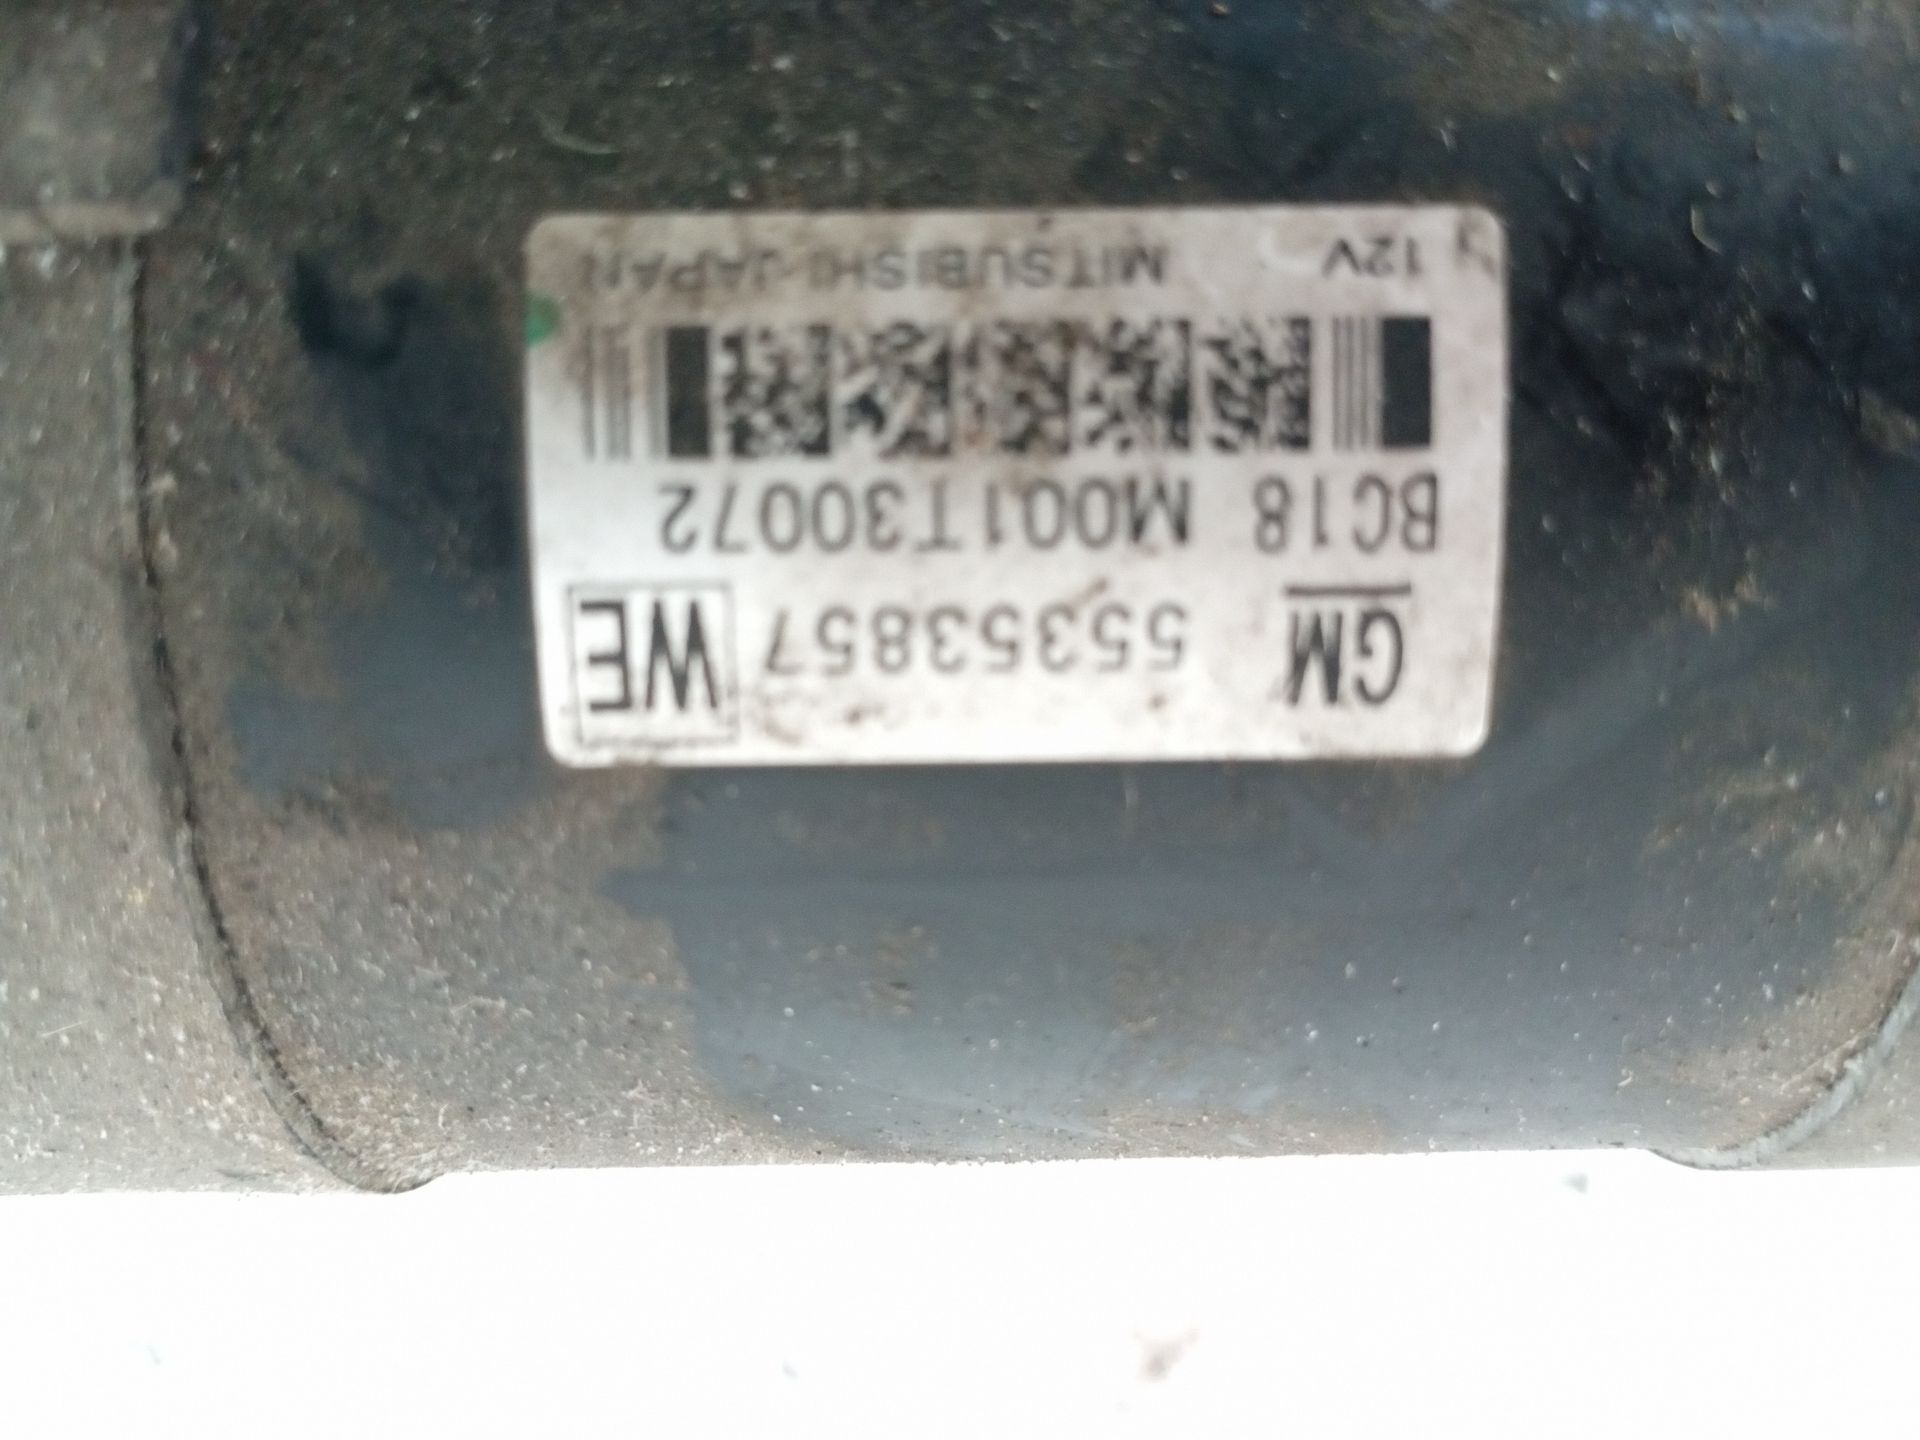 GM 55353857 WE
BC18 M001T30072
12V MITSUBISHI JAPAN